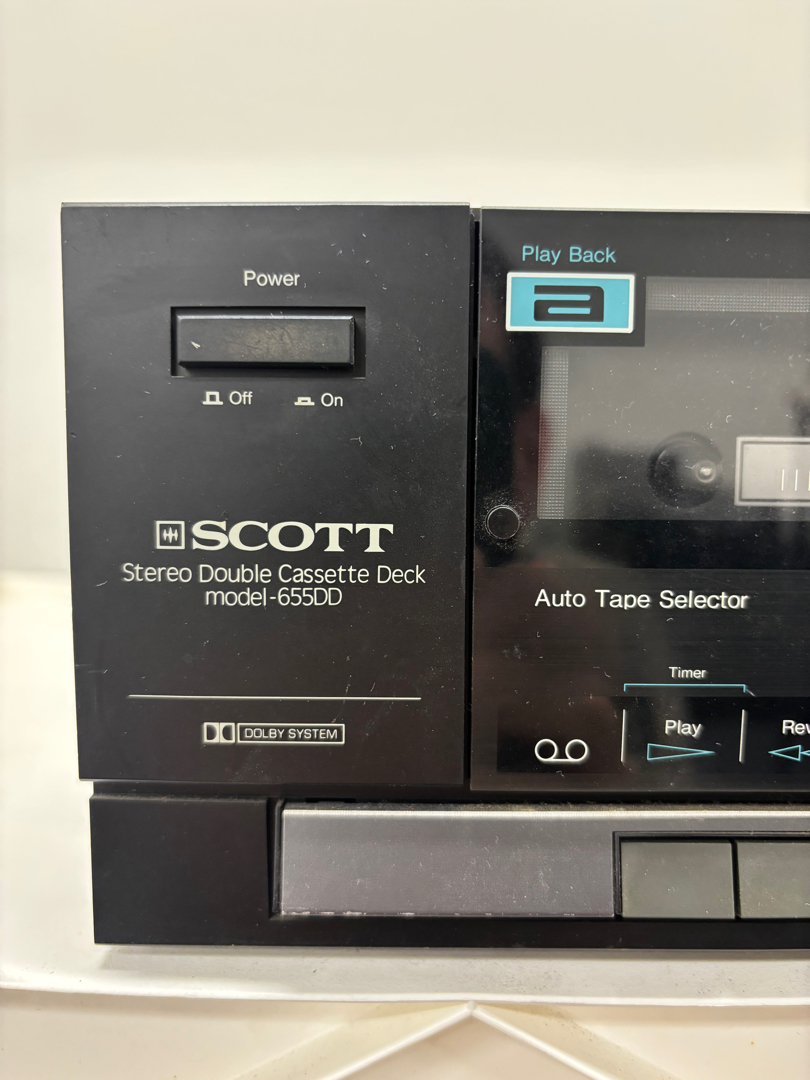 Power
Off On
SCOTT
Stereo Double Cassette Deck
model-655DD
DOLBY SYSTEM
Play Back
a
Auto Tape Selector
Timer
Play Rev